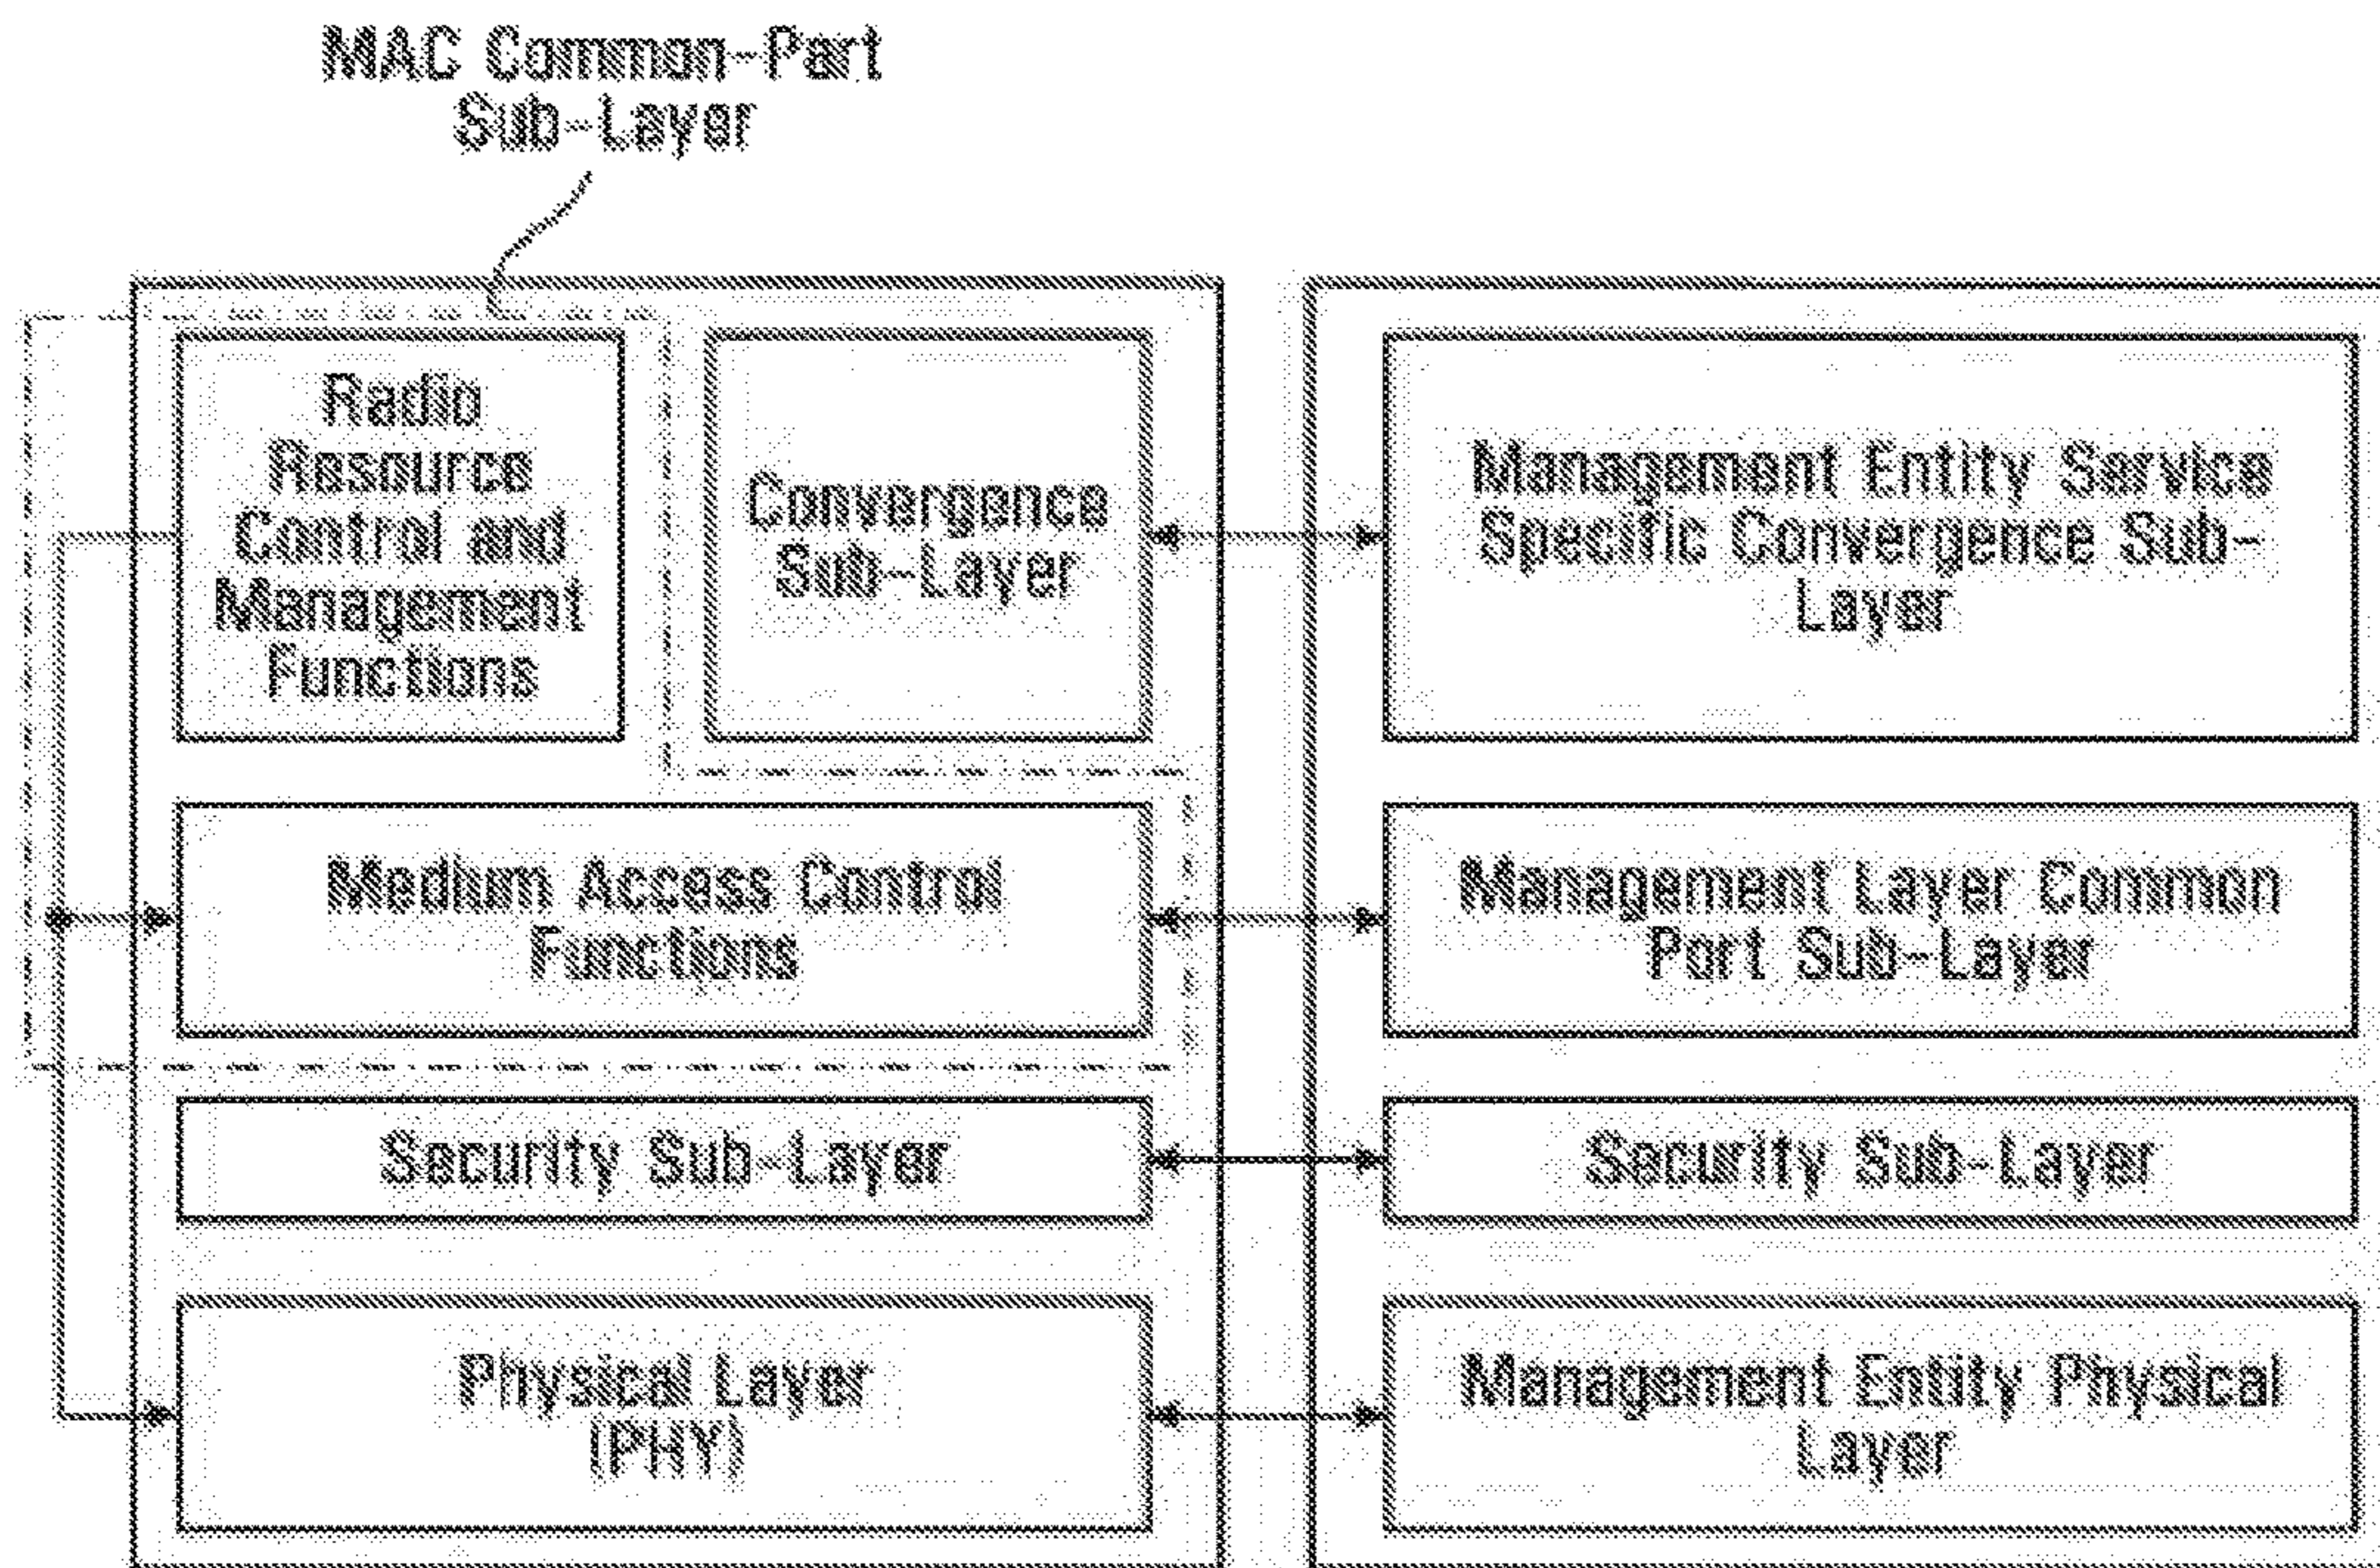 MAC Common-Part
Sub-Layer
Radio
Resource
Control and
Management
Functions
Convergence
Sub-Layer
Management Entity Service
Specific Convergence Sub-
Layer
Medium Access Control
Functions
Management Layer Common
Part Sub-Layer
Security Sub-Layer
Security Sub-Layer
Physical Layer
(PHY)
Management Entity Physical
Layer